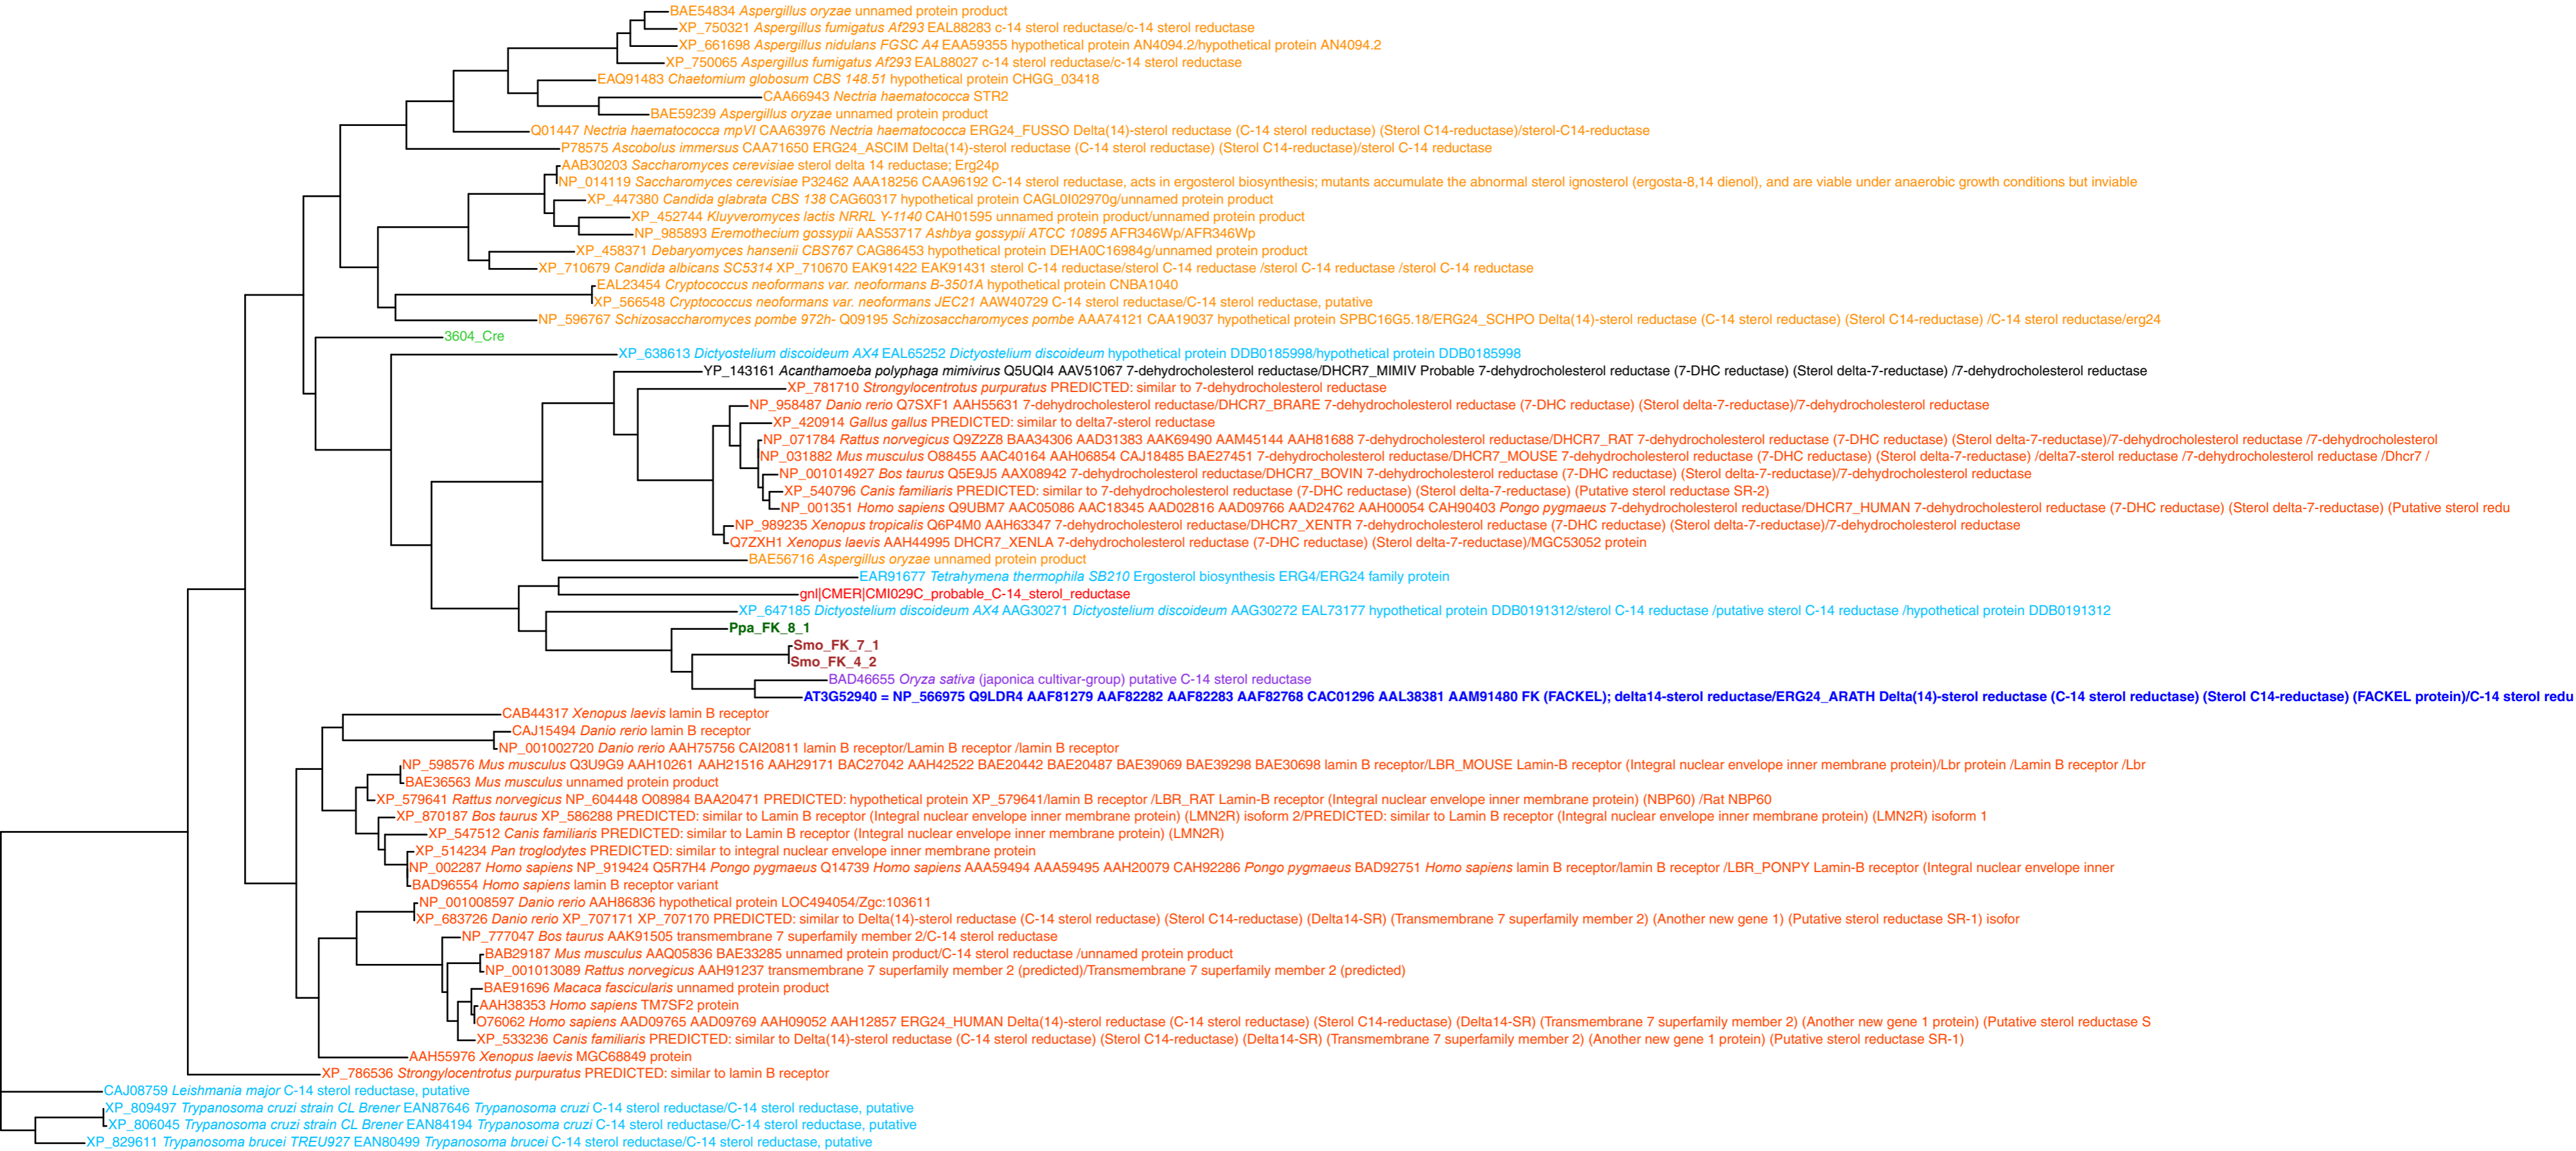 BAE54834 Aspergillus oryzae unnamed protein product
XP_750321 Aspergillus fumigatus Af293 EAL88283 c-14 sterol reductase/c-14 sterol reductase
XP_661698 Aspergillus nidulans FGSC A4 EAA59355 hypothetical protein AN4094.2/hypothetical protein AN4094.2
XP_750065 Aspergillus fumigatus Af293 EAL88027 c-14 sterol reductase/c-14 sterol reductase
EAQ91483 Chaetomium globosum CBS 148.51 hypothetical protein CHGG_03418
CAA66943 Nectria haematococca STR2
BAE59239 Aspergillus oryzae unnamed protein product
Q01447 Nectria haematococca mpVI CAA63976 Nectria haematococca ERG24_FUSSO Delta(14)-sterol reductase (C-14 sterol reductase) (Sterol C14-reductase)/sterol-C14-reductase
P78575 Ascobolus immersus CAA71650 ERG24_ASCIM Delta(14)-sterol reductase (C-14 sterol reductase) (Sterol C14-reductase)/sterol C-14 reductase
AAB30203 Saccharomyces cerevisiae sterol delta 14 reductase; Erg24p
NP_014119 Saccharomyces cerevisiae P32462 AAA18256 CAA96192 C-14 sterol reductase, acts in ergosterol biosynthesis; mutants accumulate the abnormal sterol ignosterol (ergosta-8,14 dienol), and are viable under anaerobic growth conditions but inviable
XP_447380 Candida glabrata CBS 138 CAG60317 hypothetical protein CAGL0I02970g/unnamed protein product
XP_452744 Kluyveromyces lactis NRRL Y-1140 CAH01595 unnamed protein product/unnamed protein product
NP_985893 Eremothecium gossypii AAS53717 Ashbya gossypii ATCC 10895 AFR346Wp/AFR346Wp
XP_458371 Debaryomyces hansenii CBS767 CAG86453 hypothetical protein DEHA0C16984g/unnamed protein product
XP_710679 Candida albicans SC5314 XP_710670 EAK91422 EAK91431 sterol C-14 reductase/sterol C-14 reductase /sterol C-14 reductase /sterol C-14 reductase
EAL23454 Cryptococcus neoformans var. neoformans B-3501A hypothetical protein CNBA1040
XP_566548 Cryptococcus neoformans var. neoformans JEC21 AAW40729 C-14 sterol reductase/C-14 sterol reductase, putative
NP_596767 Schizosaccharomyces pombe 972h- Q09195 Schizosaccharomyces pombe AAA74121 CAA19037 hypothetical protein SPBC16G5.18/ERG24_SCHPO Delta(14)-sterol reductase (C-14 sterol reductase) (Sterol C14-reductase) /C-14 sterol reductase/erg24
3604_Cre
XP_638613 Dictyostelium discoideum AX4 EAL65252 Dictyostelium discoideum hypothetical protein DDB0185998/hypothetical protein DDB0185998
YP_143161 Acanthamoeba polyphaga mimivirus Q5UQI4 AAV51067 7-dehydrocholesterol reductase/DHCR7_MIMIV Probable 7-dehydrocholesterol reductase (7-DHC reductase) (Sterol delta-7-reductase) /7-dehydrocholesterol reductase
XP_781710 Strongylocentrotus purpuratus PREDICTED: similar to 7-dehydrocholesterol reductase
NP_958487 Danio rerio Q7SXF1 AAH55631 7-dehydrocholesterol reductase/DHCR7_BRARE 7-dehydrocholesterol reductase (7-DHC reductase) (Sterol delta-7-reductase)/7-dehydrocholesterol reductase
XP_420914 Gallus gallus PREDICTED: similar to delta7-sterol reductase
NP_071784 Rattus norvegicus Q9Z2Z8 BAA34306 AAD31383 AAK69490 AAM45144 AAH81688 7-dehydrocholesterol reductase/DHCR7_RAT 7-dehydrocholesterol reductase (7-DHC reductase) (Sterol delta-7-reductase)/7-dehydrocholesterol reductase /7-dehydrocholesterol
NP_031882 Mus musculus O88455 AAC40164 AAH06854 CAJ18485 BAE27451 7-dehydrocholesterol reductase/DHCR7_MOUSE 7-dehydrocholesterol reductase (7-DHC reductase) (Sterol delta-7-reductase) /delta7-sterol reductase /7-dehydrocholesterol reductase /Dhcr7 /
NP_001014927 Bos taurus Q5E9J5 AAX08942 7-dehydrocholesterol reductase/DHCR7_BOVIN 7-dehydrocholesterol reductase (7-DHC reductase) (Sterol delta-7-reductase)/7-dehydrocholesterol reductase
XP_540796 Canis familiaris PREDICTED: similar to 7-dehydrocholesterol reductase (7-DHC reductase) (Sterol delta-7-reductase) (Putative sterol reductase SR-2)
NP_001351 Homo sapiens Q9UBM7 AAC05086 AAC18345 AAD02816 AAD09766 AAD24762 AAH00054 CAH90403 Pongo pygmaeus 7-dehydrocholesterol reductase/DHCR7_HUMAN 7-dehydrocholesterol reductase (7-DHC reductase) (Sterol delta-7-reductase) (Putative sterol redu
NP_989235 Xenopus tropicalis Q6P4M0 AAH63347 7-dehydrocholesterol reductase/DHCR7_XENTR 7-dehydrocholesterol reductase (7-DHC reductase) (Sterol delta-7-reductase)/7-dehydrocholesterol reductase
Q7ZXH1 Xenopus laevis AAH44995 DHCR7_XENLA 7-dehydrocholesterol reductase (7-DHC reductase) (Sterol delta-7-reductase)/MGC53052 protein
BAE56716 Aspergillus oryzae unnamed protein product
EAR91677 Tetrahymena thermophila SB210 Ergosterol biosynthesis ERG4/ERG24 family protein
gnl|CMER|CMI029C_probable_C-14_sterol_reductase
XP_647185 Dictyostelium discoideum AX4 AAG30271 Dictyostelium discoideum AAG30272 EAL73177 hypothetical protein DDB0191312/sterol C-14 reductase /putative sterol C-14 reductase /hypothetical protein DDB0191312
Ppa_FK_8_1
Smo_FK_7_1
Smo_FK_4_2
BAD46655 Oryza sativa (japonica cultivar-group) putative C-14 sterol reductase
AT3G52940 = NP_566975 Q9LDR4 AAF81279 AAF82282 AAF82283 AAF82768 CAC01296 AAL38381 AAM91480 FK (FACKEL); delta14-sterol reductase/ERG24_ARATH Delta(14)-sterol reductase (C-14 sterol reductase) (Sterol C14-reductase) (FACKEL protein)/C-14 sterol redu
CAB44317 Xenopus laevis lamin B receptor
CAJ15494 Danio rerio lamin B receptor
NP_001002720 Danio rerio AAH75756 CAI20811 lamin B receptor/Lamin B receptor /lamin B receptor
NP_598576 Mus musculus Q3U9G9 AAH10261 AAH21516 AAH29171 BAC27042 AAH42522 BAE20442 BAE20487 BAE39069 BAE39298 BAE30698 lamin B receptor/LBR_MOUSE Lamin-B receptor (Integral nuclear envelope inner membrane protein)/Lbr protein /Lamin B receptor /Lbr
BAE36563 Mus musculus unnamed protein product
XP_579641 Rattus norvegicus NP_604448 O08984 BAA20471 PREDICTED: hypothetical protein XP_579641/lamin B receptor /LBR_RAT Lamin-B receptor (Integral nuclear envelope inner membrane protein) (NBP60) /Rat NBP60
XP_870187 Bos taurus XP_586288 PREDICTED: similar to Lamin B receptor (Integral nuclear envelope inner membrane protein) (LMN2R) isoform 2/PREDICTED: similar to Lamin B receptor (Integral nuclear envelope inner membrane protein) (LMN2R) isoform 1
XP_547512 Canis familiaris PREDICTED: similar to Lamin B receptor (Integral nuclear envelope inner membrane protein) (LMN2R)
XP_514234 Pan troglodytes PREDICTED: similar to integral nuclear envelope inner membrane protein
NP_002287 Homo sapiens NP_919424 Q5R7H4 Pongo pygmaeus Q14739 Homo sapiens AAA59494 AAA59495 AAH20079 CAH92286 Pongo pygmaeus BAD92751 Homo sapiens lamin B receptor/lamin B receptor /LBR_PONPY Lamin-B receptor (Integral nuclear envelope inner
BAD96554 Homo sapiens lamin B receptor variant
NP_001008597 Danio rerio AAH86836 hypothetical protein LOC494054/Zgc:103611
XP_683726 Danio rerio XP_707171 XP_707170 PREDICTED: similar to Delta(14)-sterol reductase (C-14 sterol reductase) (Sterol C14-reductase) (Delta14-SR) (Transmembrane 7 superfamily member 2) (Another new gene 1) (Putative sterol reductase SR-1) isofor
NP_777047 Bos taurus AAK91505 transmembrane 7 superfamily member 2/C-14 sterol reductase
BAB29187 Mus musculus AAQ05836 BAE33285 unnamed protein product/C-14 sterol reductase /unnamed protein product
NP_001013089 Rattus norvegicus AAH91237 transmembrane 7 superfamily member 2 (predicted)/Transmembrane 7 superfamily member 2 (predicted)
BAE91696 Macaca fascicularis unnamed protein product
AAH38353 Homo sapiens TM7SF2 protein
O76062 Homo sapiens AAD09765 AAD09769 AAH09052 AAH12857 ERG24_HUMAN Delta(14)-sterol reductase (C-14 sterol reductase) (Sterol C14-reductase) (Delta14-SR) (Transmembrane 7 superfamily member 2) (Another new gene 1 protein) (Putative sterol reductase S
XP_533236 Canis familiaris PREDICTED: similar to Delta(14)-sterol reductase (C-14 sterol reductase) (Sterol C14-reductase) (Delta14-SR) (Transmembrane 7 superfamily member 2) (Another new gene 1 protein) (Putative sterol reductase SR-1)
AAH55976 Xenopus laevis MGC68849 protein
XP_786536 Strongylocentrotus purpuratus PREDICTED: similar to lamin B receptor
CAJ08759 Leishmania major C-14 sterol reductase, putative
XP_809497 Trypanosoma cruzi strain CL Brener EAN87646 Trypanosoma cruzi C-14 sterol reductase/C-14 sterol reductase, putative
XP_806045 Trypanosoma cruzi strain CL Brener EAN84194 Trypanosoma cruzi C-14 sterol reductase/C-14 sterol reductase, putative
XP_829611 Trypanosoma brucei TREU927 EAN80499 Trypanosoma brucei C-14 sterol reductase/C-14 sterol reductase, putative